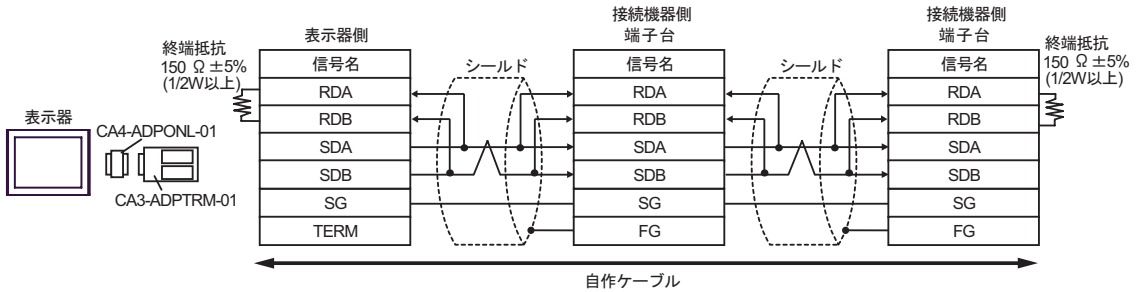 表示器
CA4-ADPONL-01
CA3-ADPTRM-01
終端抵抗
150 Ω ±5%
(1/2W以上)
表示器側
信号名
RDA
RDB
SDA
SDB
SG
TERM
シールド
接続機器側
端子台
信号名
RDA
RDB
SDA
SDB
SG
FG
シールド
接続機器側
端子台
信号名
RDA
RDB
SDA
SDB
SG
FG
終端抵抗
150 Ω ±5%
(1/2W以上)
自作ケーブル